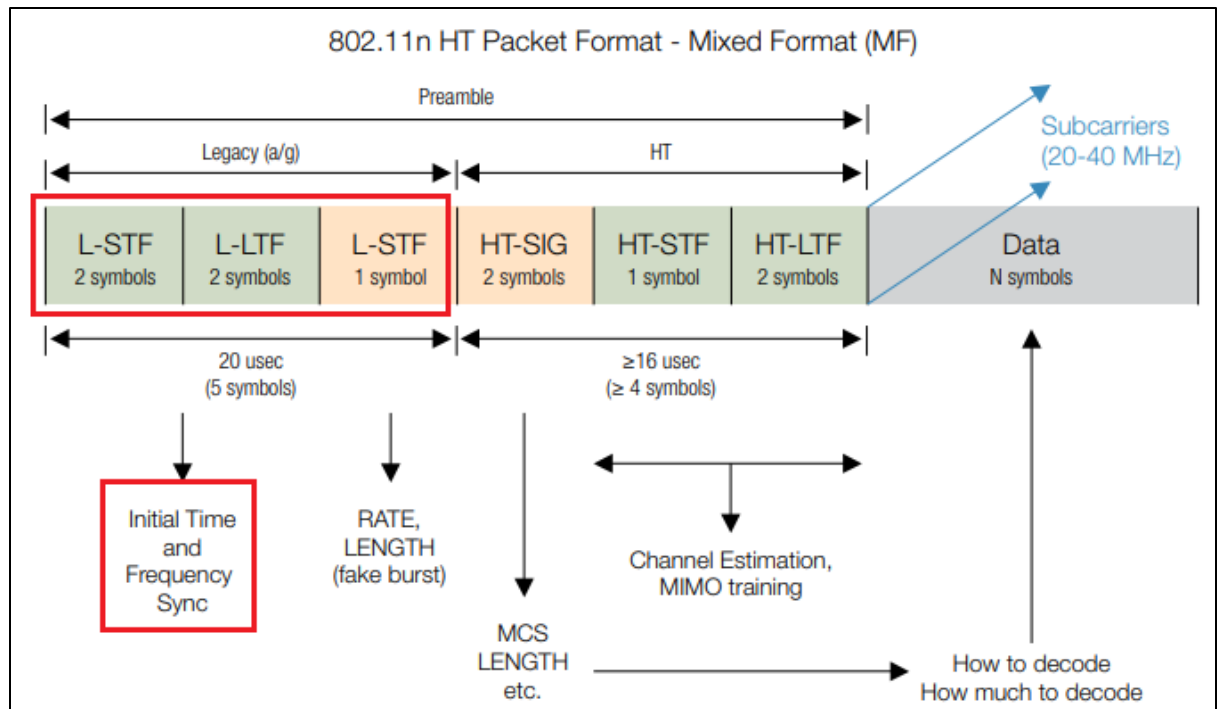 802.11n HT Packet Format - Mixed Format (MF)
Preamble
Subcarriers
(20-40 MHz)
Legacy (a/g)
HT
L-STF
2 symbols
L-LTF
2 symbols
L-STF
1 symbol
HT-SIG
2 symbols
HT-STF
1 symbol
HT-LTF
2 symbols
Data
N symbols
20 usec
(5 symbols)
≥16 usec
(≥ 4 symbols)
Initial Time
and
Frequency
Sync
RATE,
LENGTH
(fake burst)
Channel Estimation,
MIMO training
MCS
LENGTH
etc.
How to decode
How much to decode